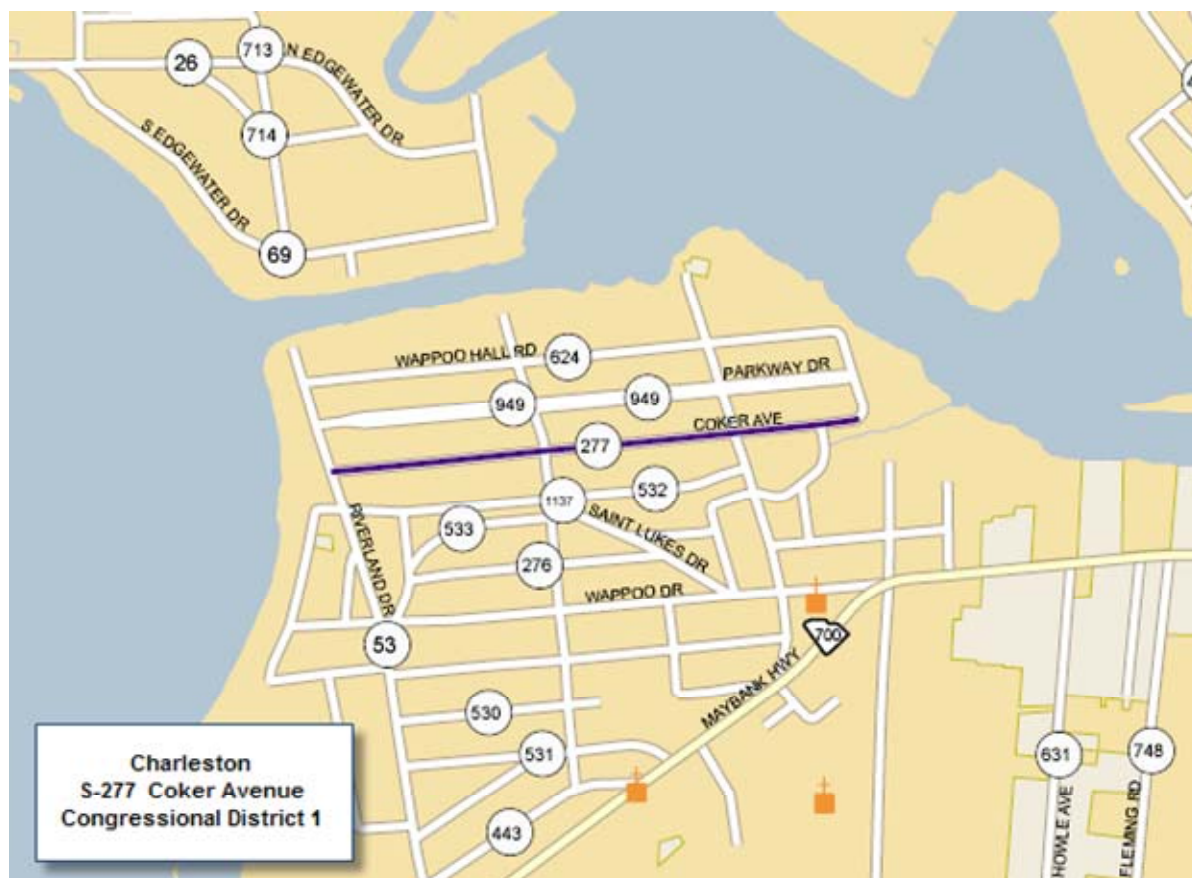 713
26
N EDGEWATER DR
714
S EDGEWATER DR
69
WAPPOO HALL RD
624
PARKWAY DR
949
949
COKER AVE
277
532
1137
533
SAINT LUKES DR
RIVERLAND DR
276
WAPPOO DR
53
700
MAYBANK HWY
530
531
631
748
443
HOWLE AVE
FLEMING RD
Charleston
S-277 Coker Avenue
Congressional District 1